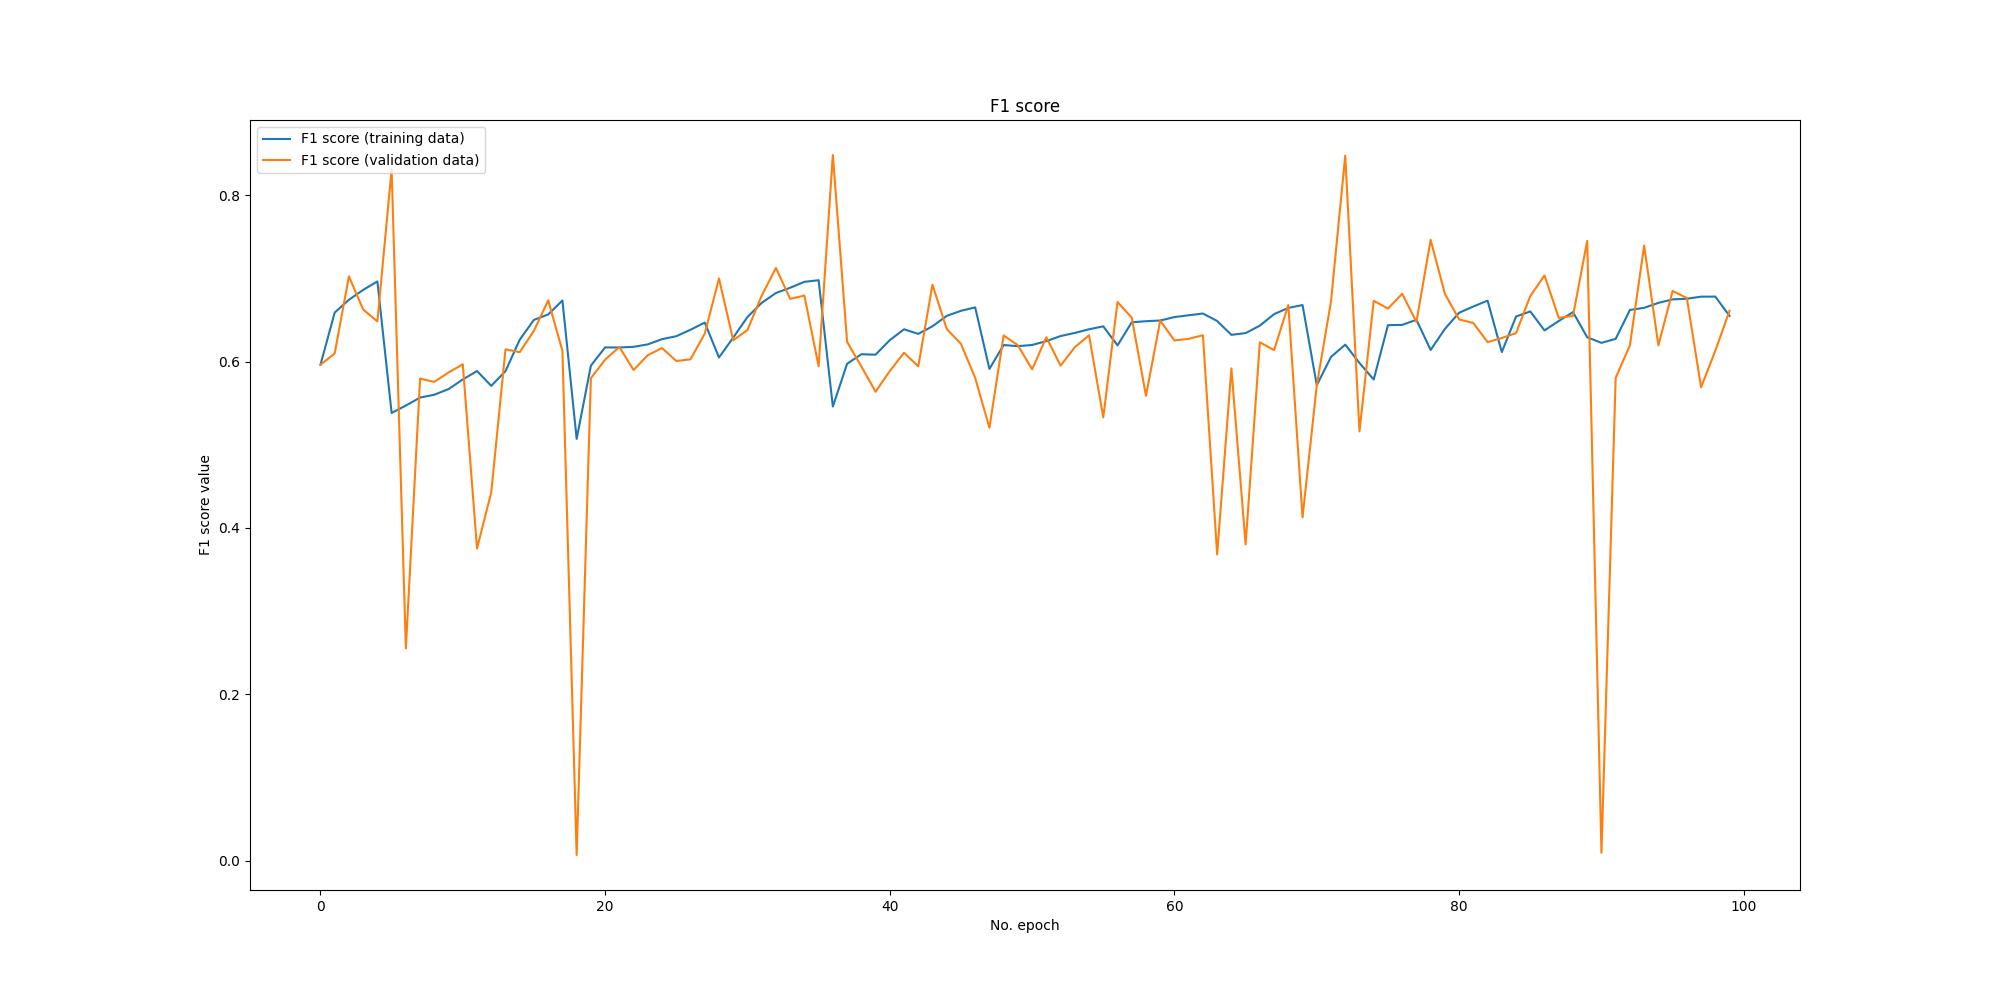 F1 score
F1 score (training data)
F1 score (validation data)
F1 score value
0.8
0.6
0.4
0.2
0.0
0 20 40 60 80 100
No. epoch